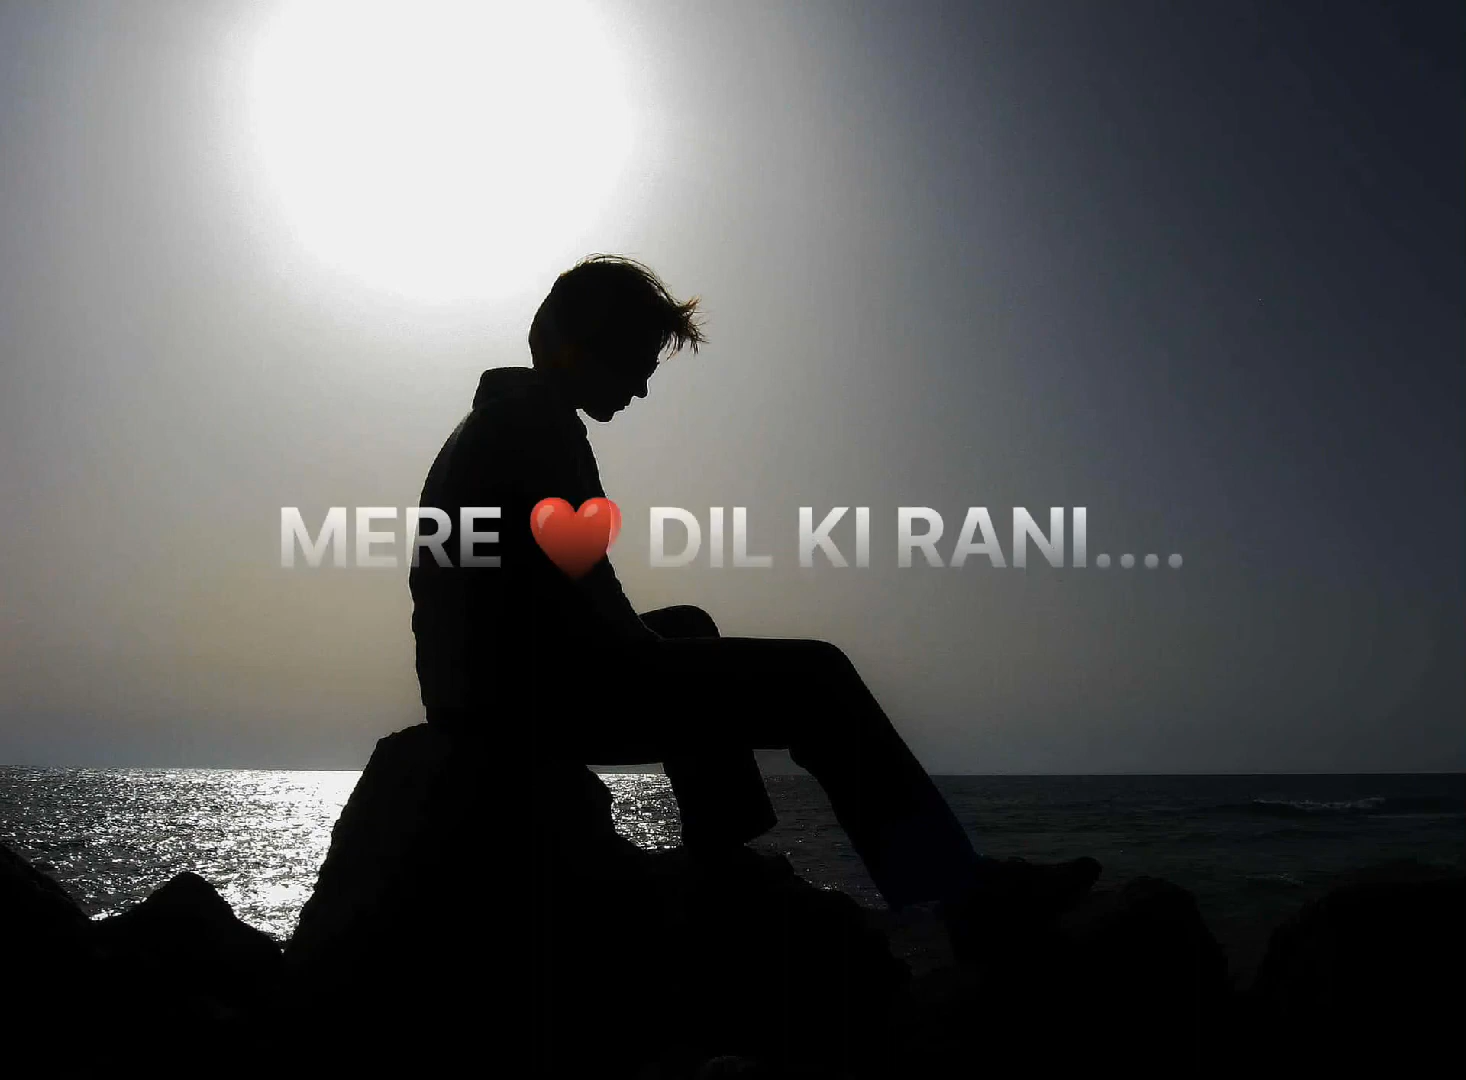 MERE ❤️ DIL KI RANI....